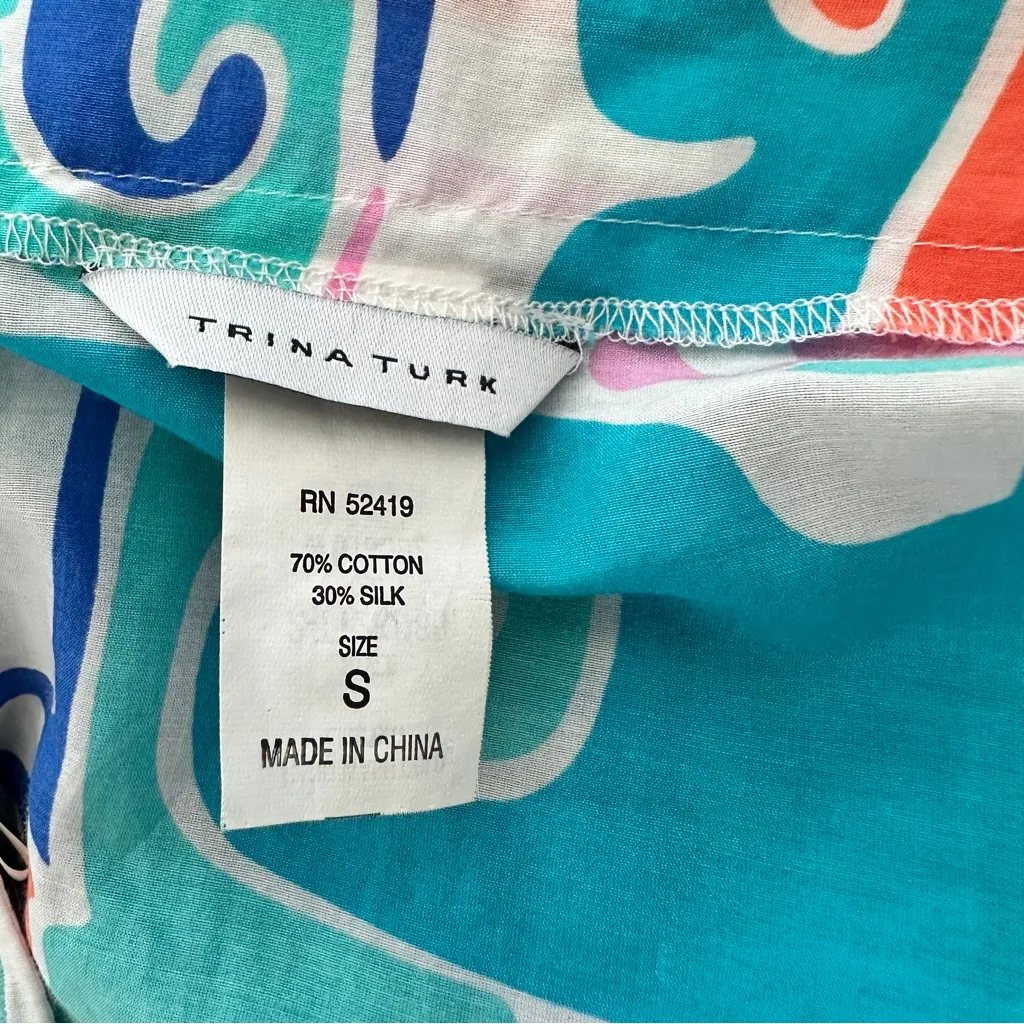 TRINA TURK
RN 52419
70% COTTON
30% SILK
SIZE
S
MADE IN CHINA